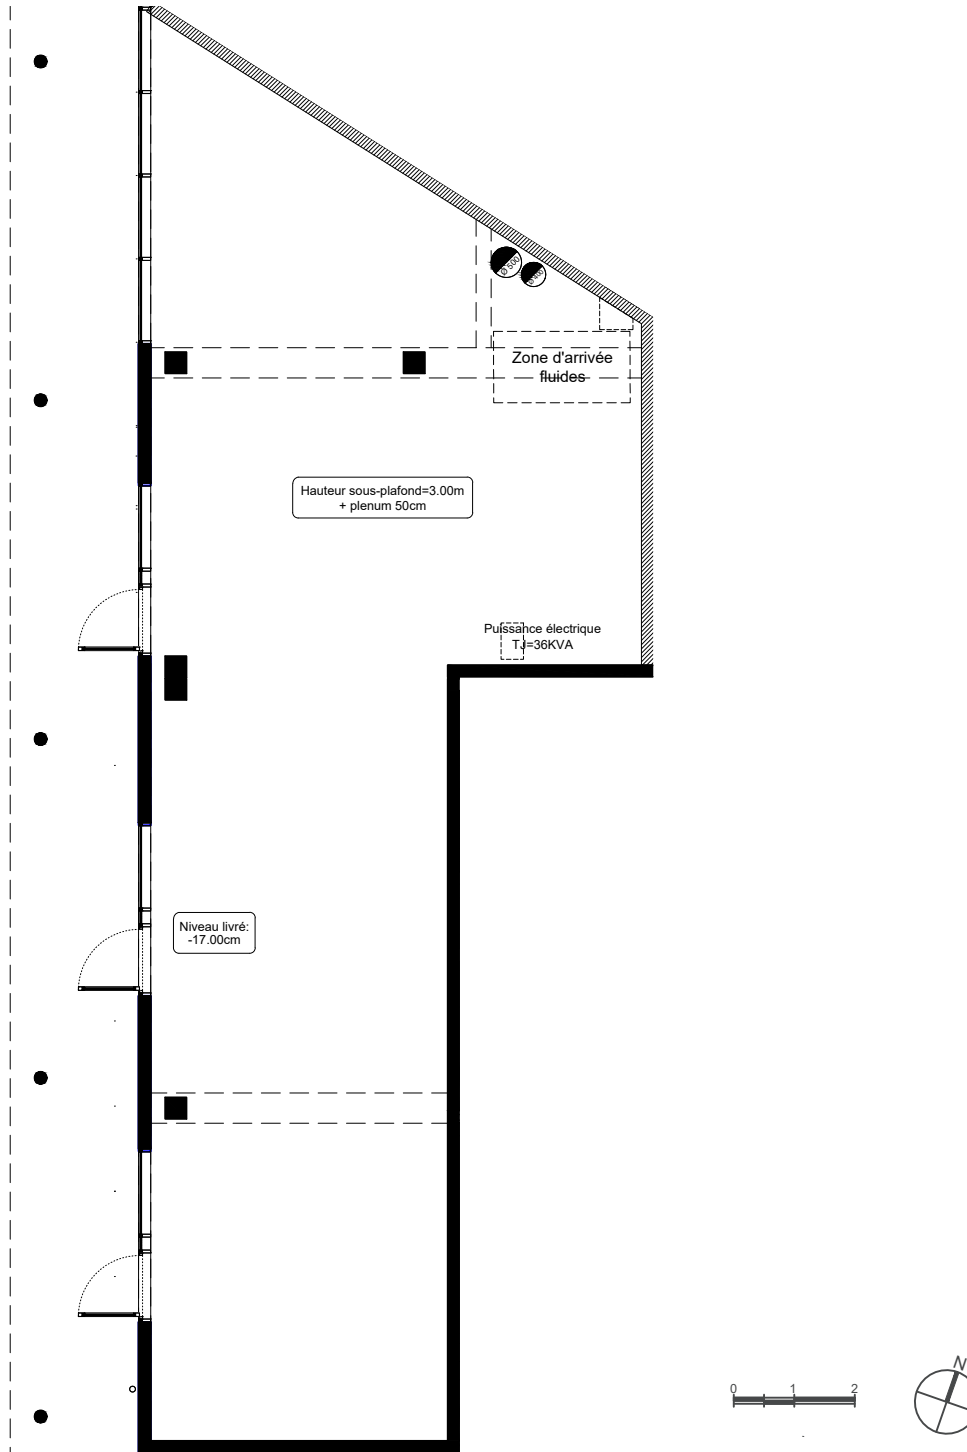 Ø 500
Ø 400
Zone d'arrivée
fluides
Hauteur sous-plafond=3.00m
+ plenum 50cm
Puissance électrique
TJ=36KVA
Niveau livré:
-17.00cm
0 1 2
N